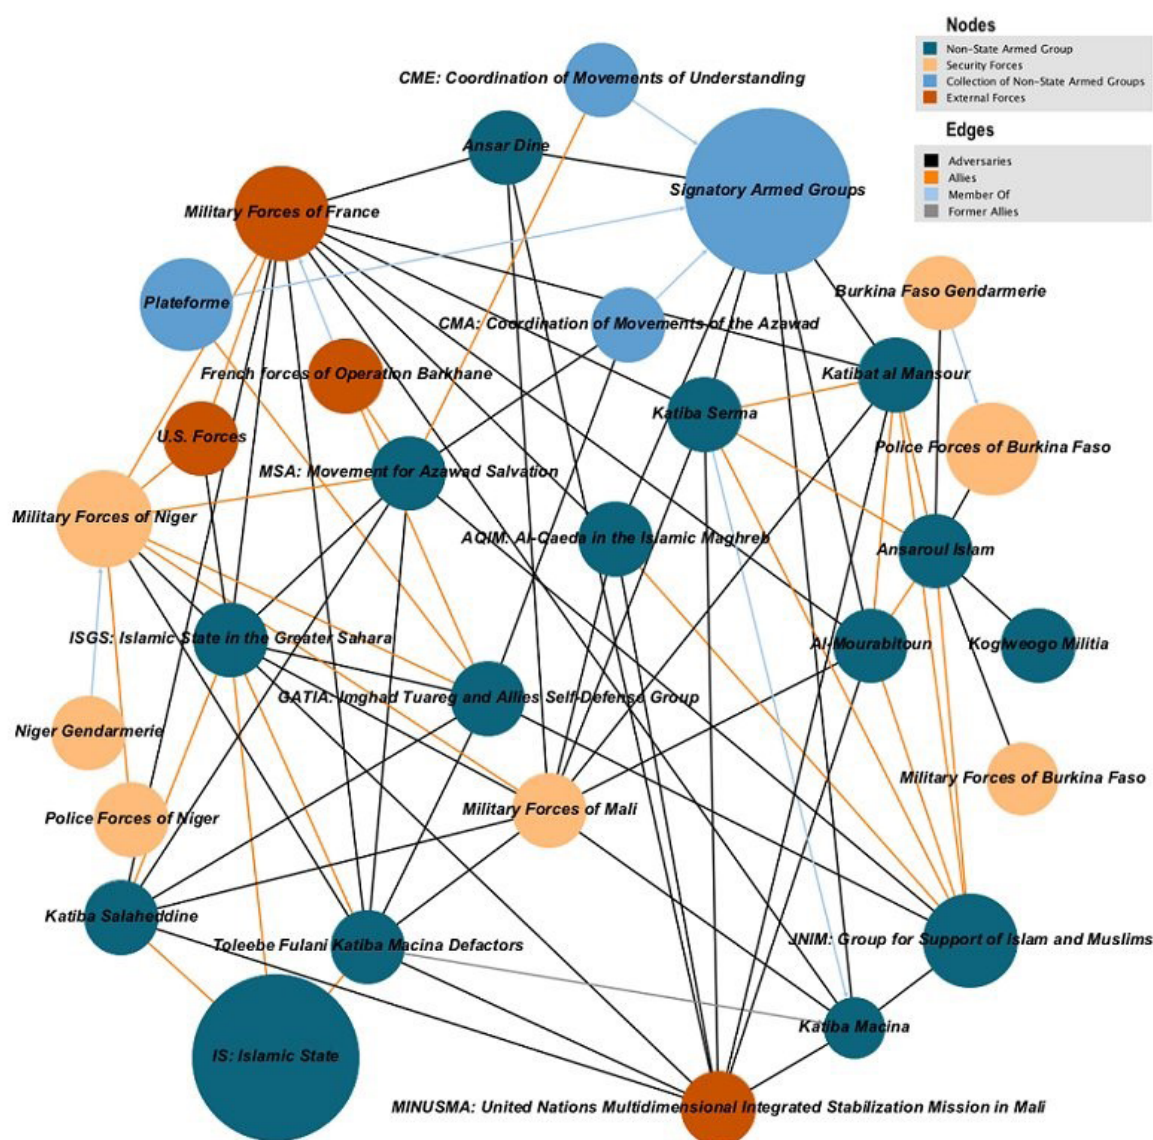 Nodes
Non-State Armed Group
Security Forces
Collection of Non-State Armed Groups
External Forces
Edges
Adversaries
Allies
Member Of
Former Allies
CME: Coordination of Movements of Understanding
Ansar Dine
Signatory Armed Groups
Military Forces of France
Burkina Faso Gendarmerie
Plateforme
CMA: Coordination of Movements of the Azawad
French forces of Operation Barkhane
Katibat al Mansour
Katiba Serma
U.S. Forces
Police Forces of Burkina Faso
MSA: Movement for Azawad Salvation
Military Forces of Niger
AQIM: Al-Qaeda in the Islamic Maghreb
Ansaroul Islam
ISGS: Islamic State in the Greater Sahara
Al-Mourabitoun
Koglweogo Militia
GATIA: Imghad Tuareg and Allies Self-Defense Group
Niger Gendarmerie
Military Forces of Burkina Faso
Military Forces of Mali
Police Forces of Niger
Katiba Salaheddine
Toleebe Fulani Katiba Macina Defactors
JNIM: Group for Support of Islam and Muslims
Katiba Macina
IS: Islamic State
MINUSMA: United Nations Multidimensional Integrated Stabilization Mission in Mali